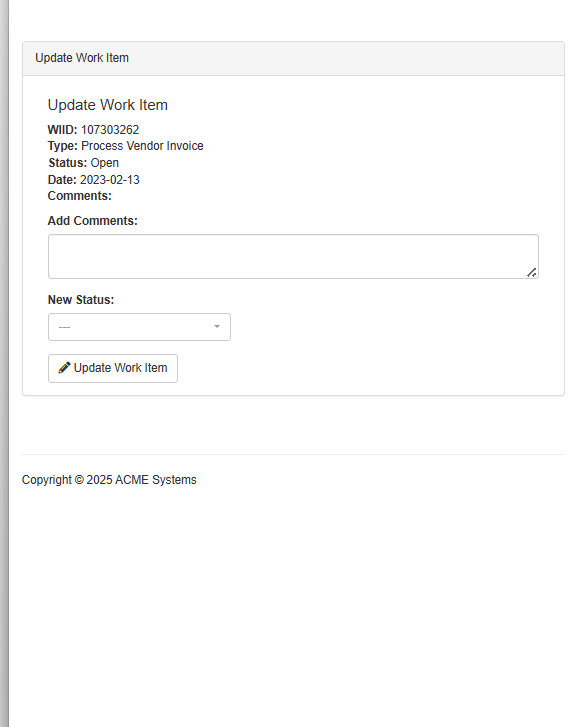 Update Work Item
Update Work Item
WIID: 107303262
Type: Process Vendor Invoice
Status: Open
Date: 2023-02-13
Comments:
Add Comments:
New Status:
---
Update Work Item
Copyright © 2025 ACME Systems